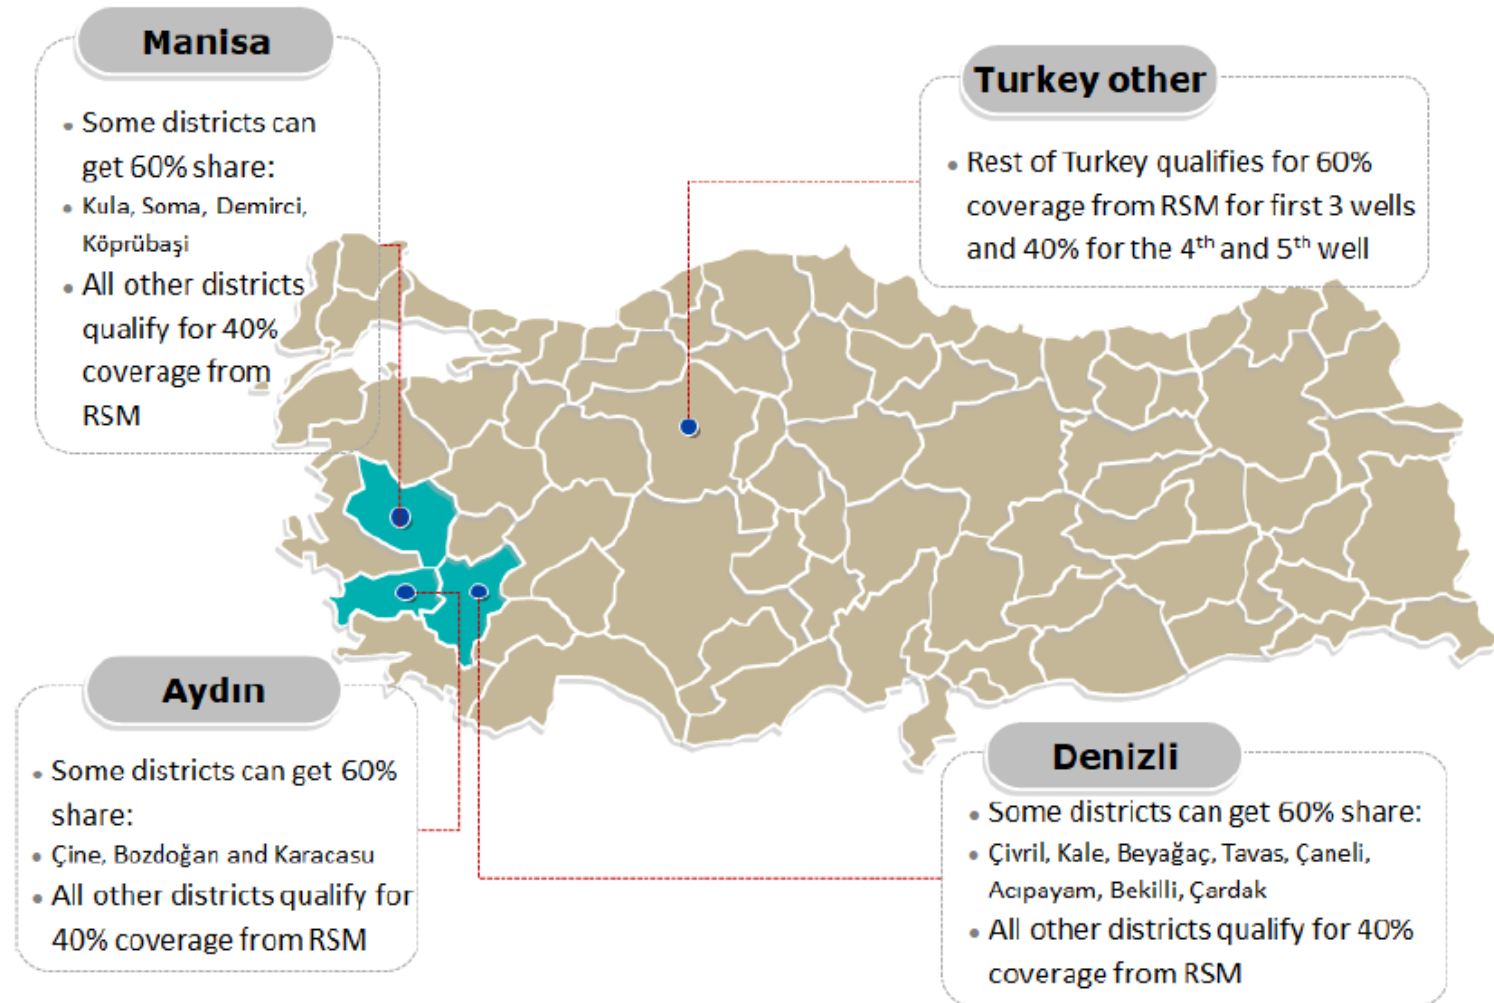 Manisa
Some districts can
get 60% share:
Kula, Soma, Demirci,
Köprübaşi
All other districts
qualify for 40%
coverage from
RSM
Turkey other
Rest of Turkey qualifies for 60%
coverage from RSM for first 3 wells
and 40% for the 4th and 5th well
Aydın
Some districts can get 60%
share:
Çine, Bozdoğan and Karacasu
All other districts qualify for
40% coverage from RSM
Denizli
Some districts can get 60% share:
Çivril, Kale, Beyağaç, Tavas, Çaneli,
Acıpayam, Bekilli, Çardak
All other districts qualify for 40%
coverage from RSM